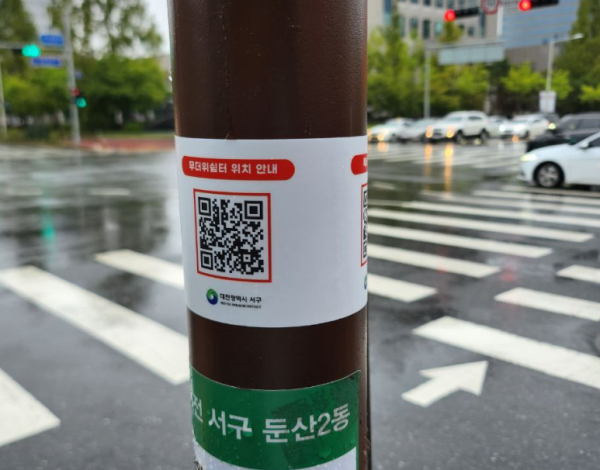 무더위쉼터 위치 안내
대전광역시 서구
전 서구 둔산2동